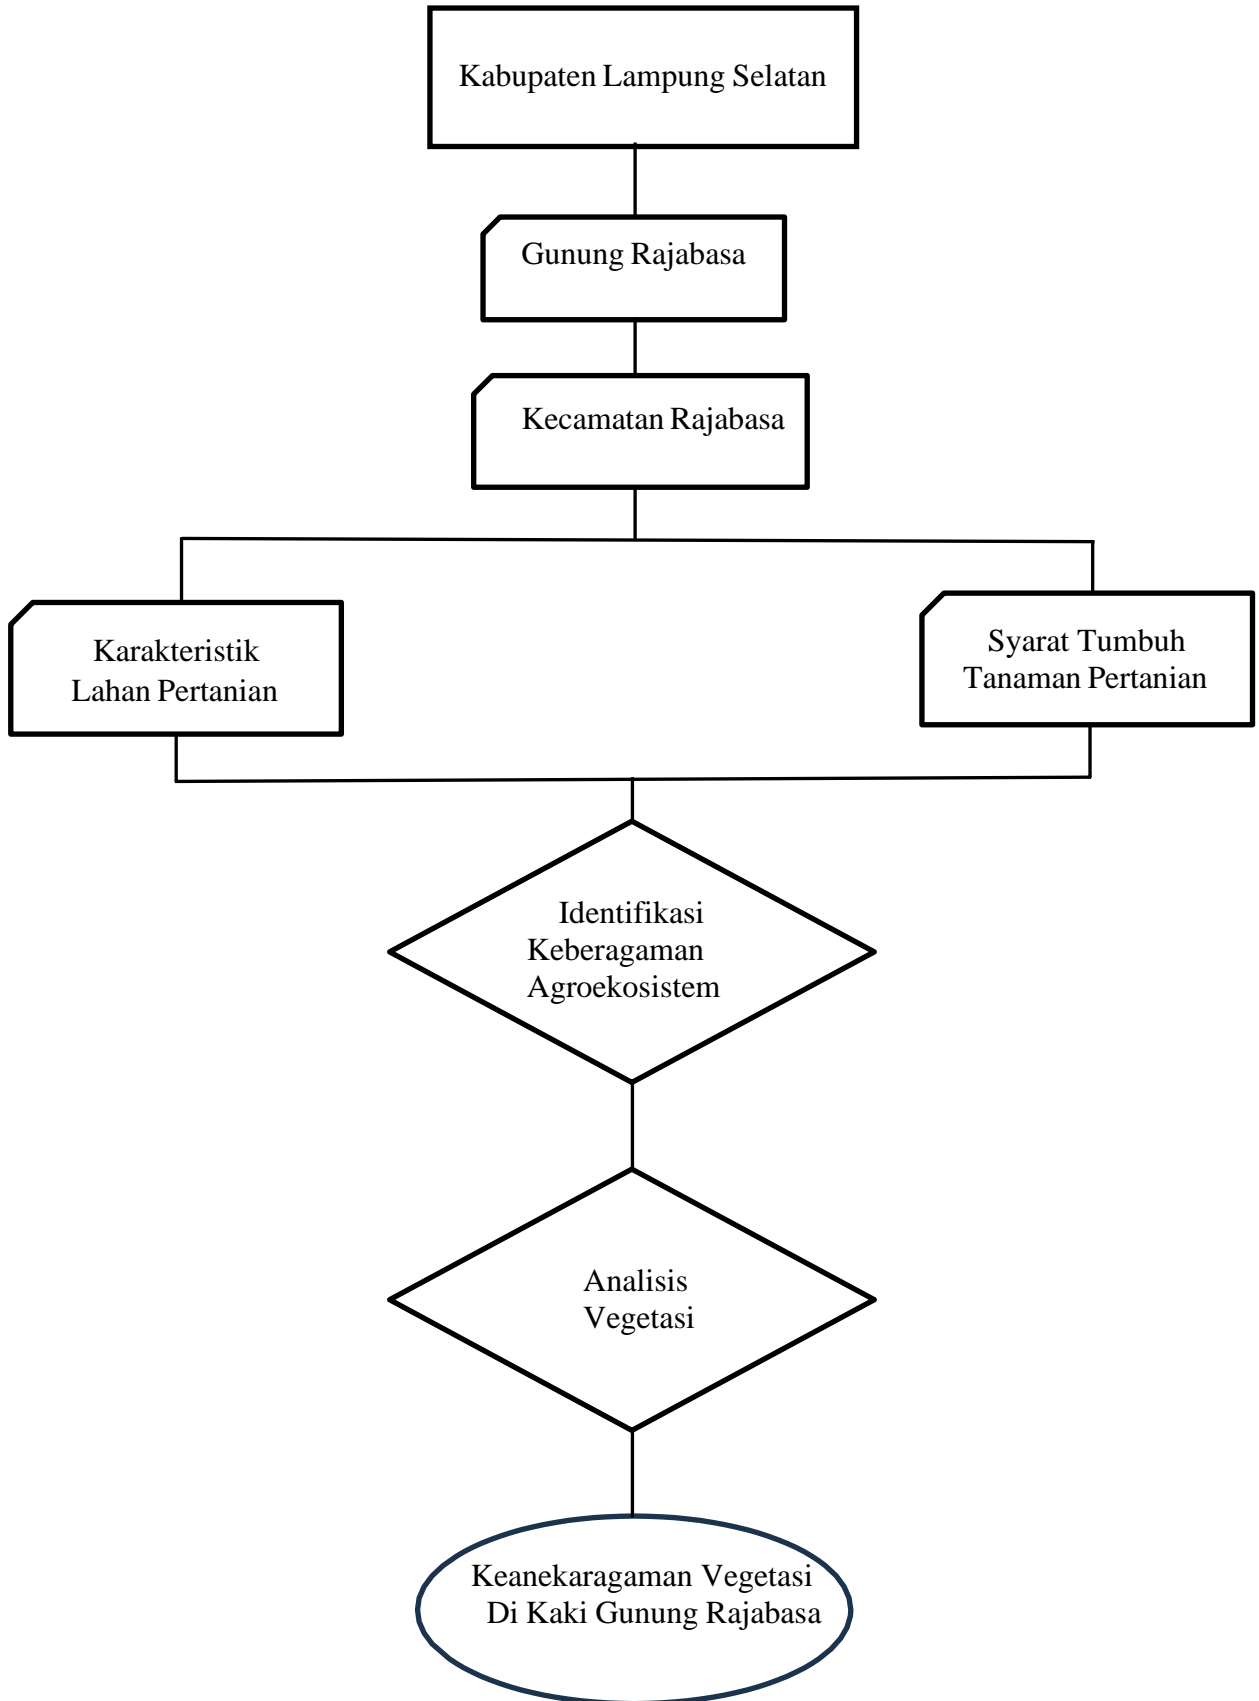 Kabupaten Lampung Selatan
Gunung Rajabasa
Kecamatan Rajabasa
Karakteristik
Lahan Pertanian
Syarat Tumbuh
Tanaman Pertanian
Identifikasi
Keberagaman
Agroekosistem
Analisis
Vegetasi
Keanekaragaman Vegetasi
Di Kaki Gunung Rajabasa